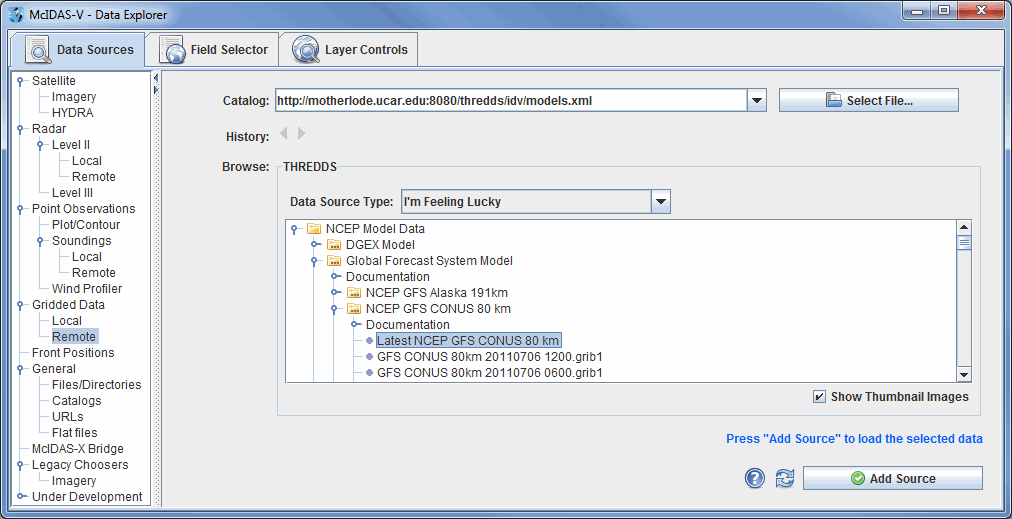 McIDAS-V - Data Explorer
Data Sources
Field Selector
Layer Controls
Satellite
Imagery
HYDRA
Radar
Level II
Local
Remote
Level III
Point Observations
Plot/Contour
Soundings
Local
Remote
Wind Profiler
Gridded Data
Local
Remote
Front Positions
General
Files/Directories
Catalogs
URLs
Flat files
McIDAS-X Bridge
Legacy Choosers
Imagery
Under Development
Catalog: http://motherlode.ucar.edu:8080/thredds/idv/models.xml Select File...
History:
Browse: THREDDS
Data Source Type: I'm Feeling Lucky
NCEP Model Data
DGEX Model
Global Forecast System Model
Documentation
NCEP GFS Alaska 191km
NCEP GFS CONUS 80 km
Documentation
Latest NCEP GFS CONUS 80 km
GFS CONUS 80km 20110706 1200.grib1
GFS CONUS 80km 20110706 0600.grib1
Show Thumbnail Images
Press "Add Source" to load the selected data
? Add Source